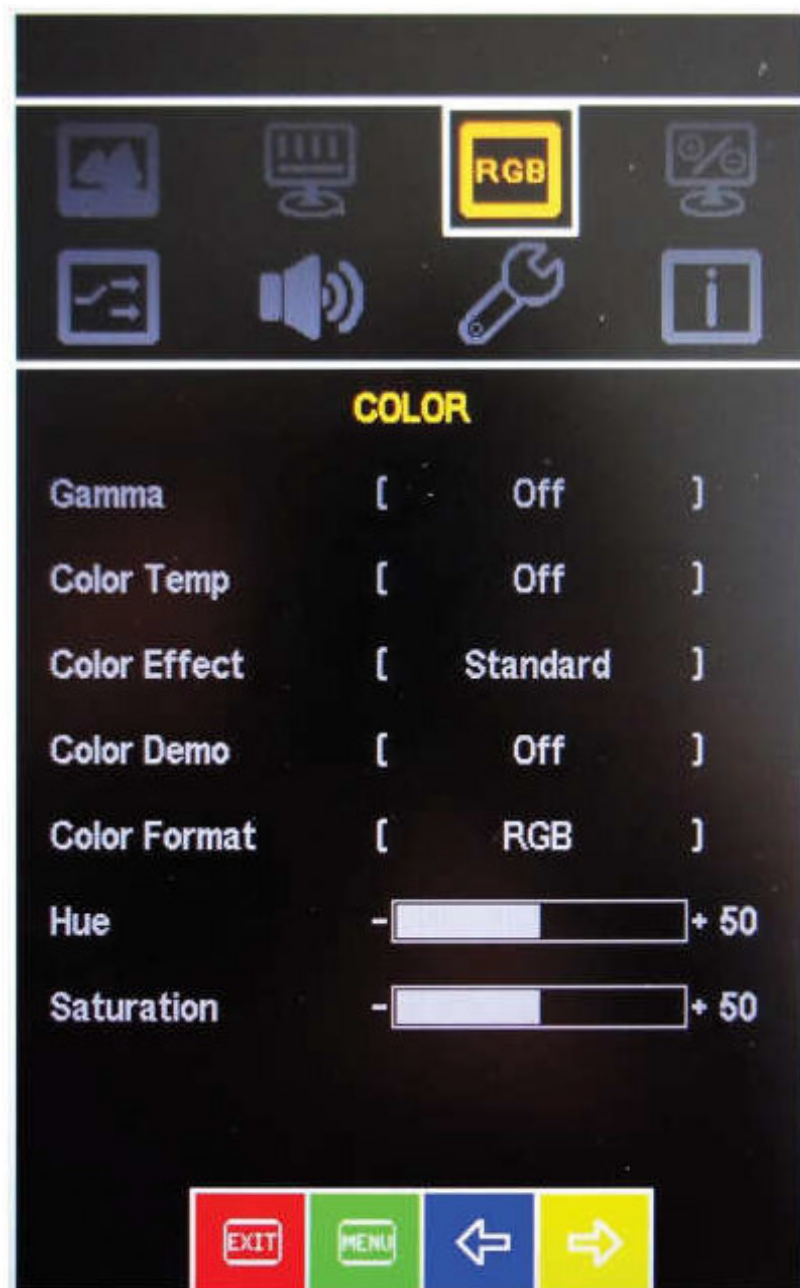 RGB
i
COLOR
Gamma [ Off ]
Color Temp [ Off ]
Color Effect [ Standard ]
Color Demo [ Off ]
Color Format [ RGB ]
Hue - + 50
Saturation - + 50
EXIT MENU